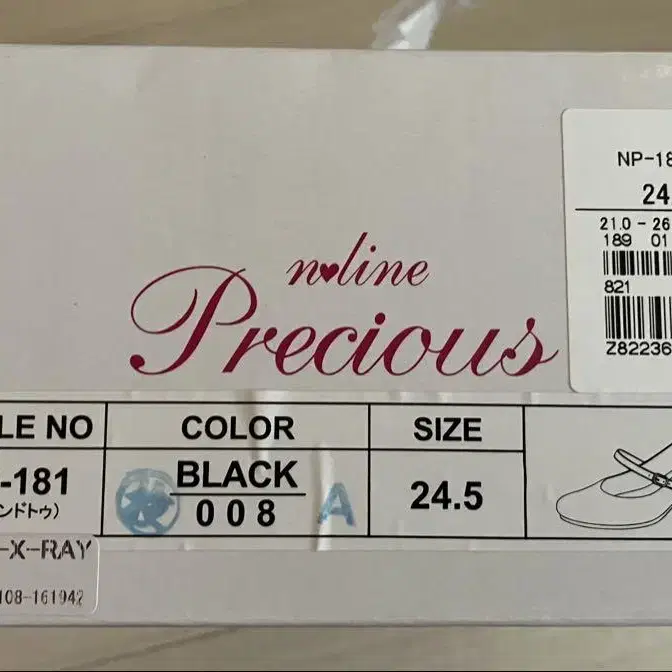 n♥line
Precious
NP-18
24.
21.0 - 26
189 01
821
Z82236
LE NO COLOR SIZE
-181 BLACK 24.5
ンドトゥ) 008 A
-X-RAY
108-161942